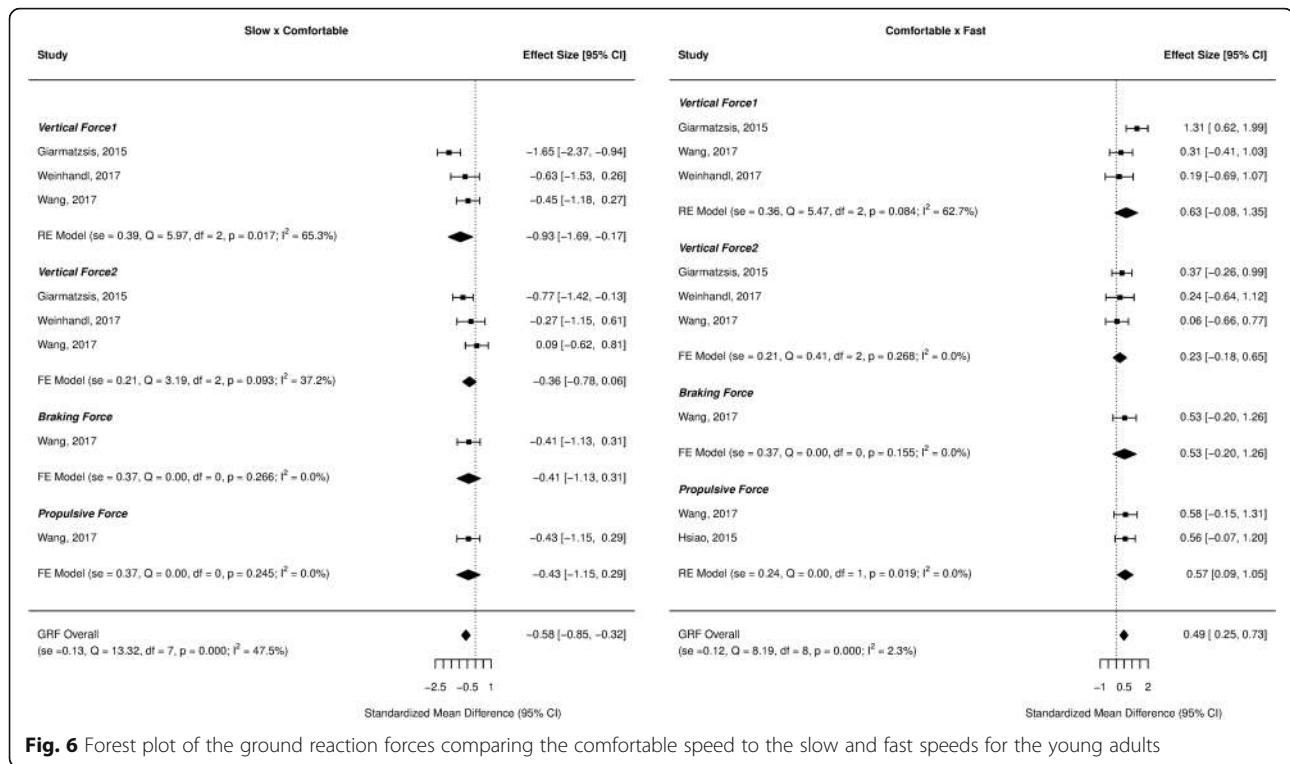 Slow x Comfortable
Study Effect Size [95% CI]
Vertical Force1
Giarmatzsis, 2015 −1.65 [−2.37, −0.94]
Weinhandl, 2017 −0.63 [−1.53, 0.26]
Wang, 2017 −0.45 [−1.18, 0.27]
RE Model (se = 0.39, Q = 5.97, df = 2, p = 0.017; I² = 65.3%) −0.93 [−1.69, −0.17]
Vertical Force2
Giarmatzsis, 2015 −0.77 [−1.42, −0.13]
Weinhandl, 2017 −0.27 [−1.15, 0.61]
Wang, 2017 0.09 [−0.62, 0.81]
FE Model (se = 0.21, Q = 3.19, df = 2, p = 0.093; I² = 37.2%) −0.36 [−0.78, 0.06]
Braking Force
Wang, 2017 −0.41 [−1.13, 0.31]
FE Model (se = 0.37, Q = 0.00, df = 0, p = 0.266; I² = 0.0%) −0.41 [−1.13, 0.31]
Propulsive Force
Wang, 2017 −0.43 [−1.15, 0.29]
FE Model (se = 0.37, Q = 0.00, df = 0, p = 0.245; I² = 0.0%) −0.43 [−1.15, 0.29]
GRF Overall −0.58 [−0.85, −0.32]
(se =0.13, Q = 13.32, df = 7, p = 0.000; I² = 47.5%)
−2.5 −0.5 1
Standardized Mean Difference (95% CI)
Comfortable x Fast
Study Effect Size [95% CI]
Vertical Force1
Giarmatzsis, 2015 1.31 [ 0.62, 1.99]
Wang, 2017 0.31 [−0.41, 1.03]
Weinhandl, 2017 0.19 [−0.69, 1.07]
RE Model (se = 0.36, Q = 5.47, df = 2, p = 0.084; I² = 62.7%) 0.63 [−0.08, 1.35]
Vertical Force2
Giarmatzsis, 2015 0.37 [−0.26, 0.99]
Weinhandl, 2017 0.24 [−0.64, 1.12]
Wang, 2017 0.06 [−0.66, 0.77]
FE Model (se = 0.21, Q = 0.41, df = 2, p = 0.268; I² = 0.0%) 0.23 [−0.18, 0.65]
Braking Force
Wang, 2017 0.53 [−0.20, 1.26]
FE Model (se = 0.37, Q = 0.00, df = 0, p = 0.155; I² = 0.0%) 0.53 [−0.20, 1.26]
Propulsive Force
Wang, 2017 0.58 [−0.15, 1.31]
Hsiao, 2015 0.56 [−0.07, 1.20]
RE Model (se = 0.24, Q = 0.00, df = 1, p = 0.019; I² = 0.0%) 0.57 [0.09, 1.05]
GRF Overall 0.49 [ 0.25, 0.73]
(se =0.12, Q = 8.19, df = 8, p = 0.000; I² = 2.3%)
−1 0.5 2
Standardized Mean Difference (95% CI)
Fig. 6 Forest plot of the ground reaction forces comparing the comfortable speed to the slow and fast speeds for the young adults